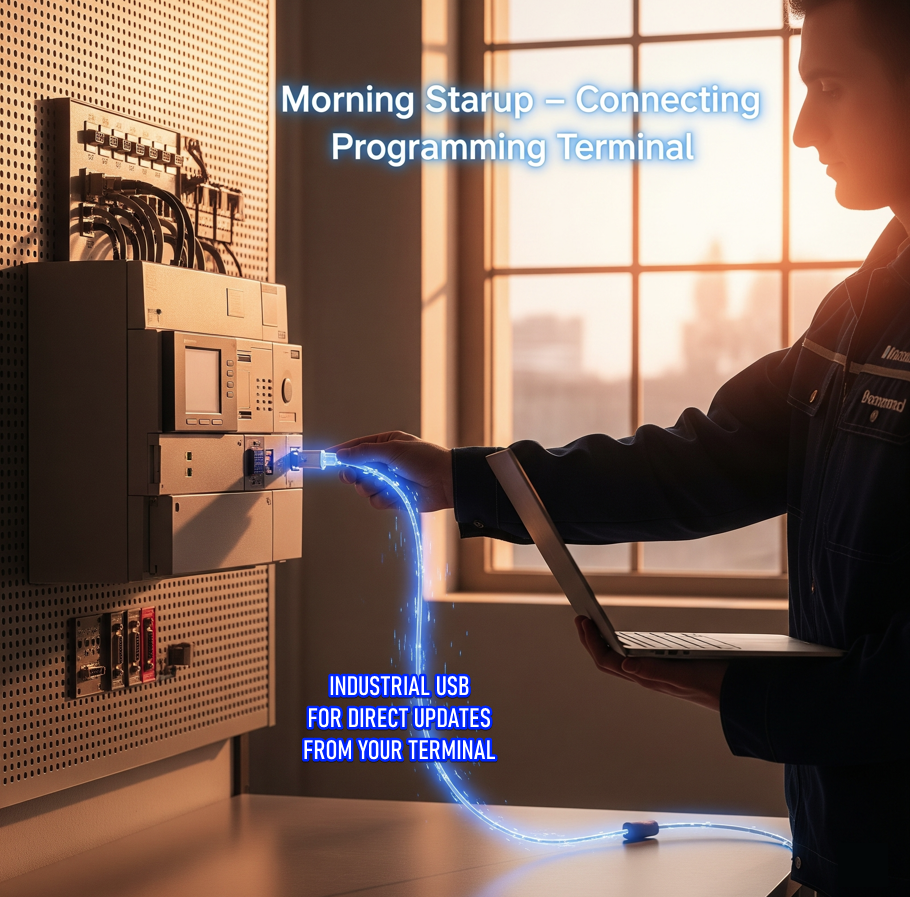 Morning Starup – Connecting
Programming Terminal
INDUSTRIAL USB
FOR DIRECT UPDATES
FROM YOUR TERMINAL